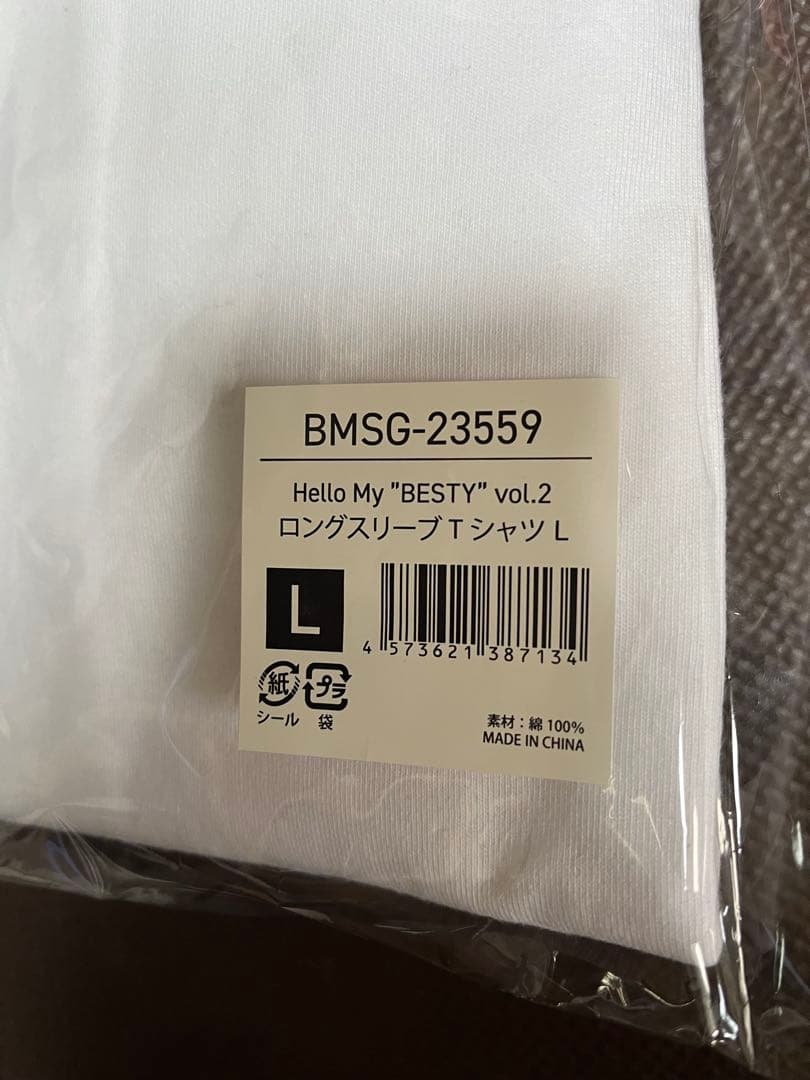 BMSG-23559
Hello My "BESTY" vol.2
ロングスリーブ T シャツ L
L
4 573621 387134
紙 プラ
シール 袋
素材：綿 100%
MADE IN CHINA